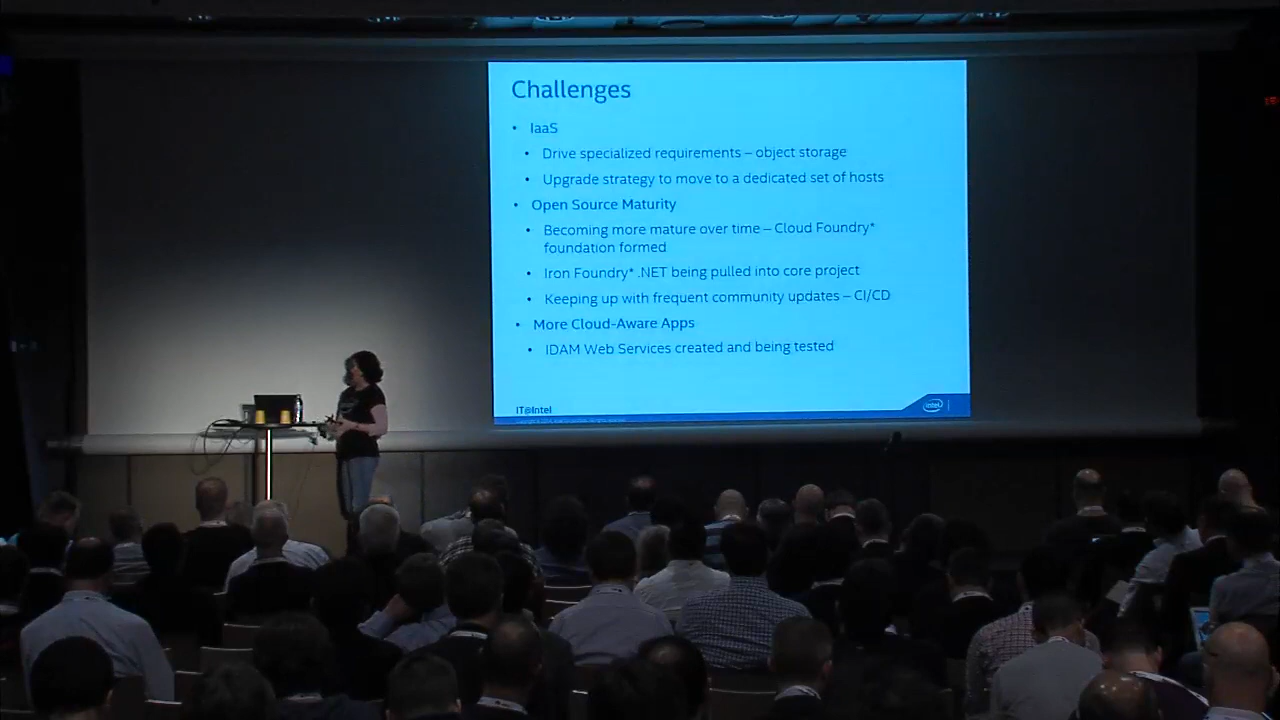 Challenges
• IaaS
• Drive specialized requirements – object storage
• Upgrade strategy to move to a dedicated set of hosts
• Open Source Maturity
• Becoming more mature over time – Cloud Foundry*
foundation formed
• Iron Foundry* .NET being pulled into core project
• Keeping up with frequent community updates – CI/CD
• More Cloud-Aware Apps
• IDAM Web Services created and being tested
IT@Intel
intel